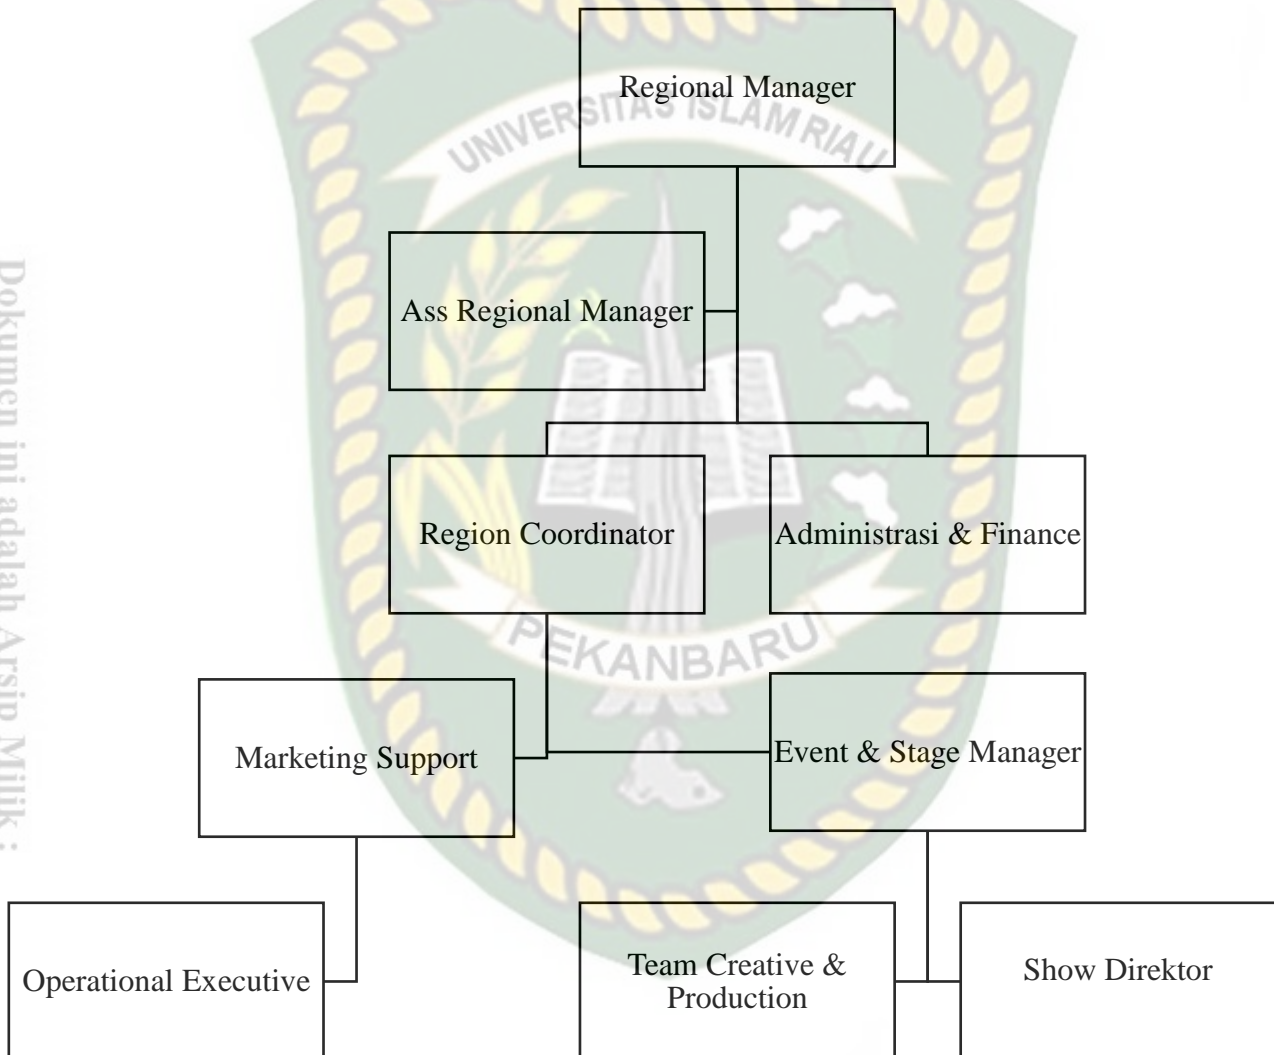 Regional Manager
UNIVERSITAS ISLAM RIAU
Ass Regional Manager
Region Coordinator
Administrasi & Finance
PEKANBARU
Marketing Support
Event & Stage Manager
Operational Executive
Team Creative &
Production
Show Direktor
Dokumen ini adalah Arsip Milik :